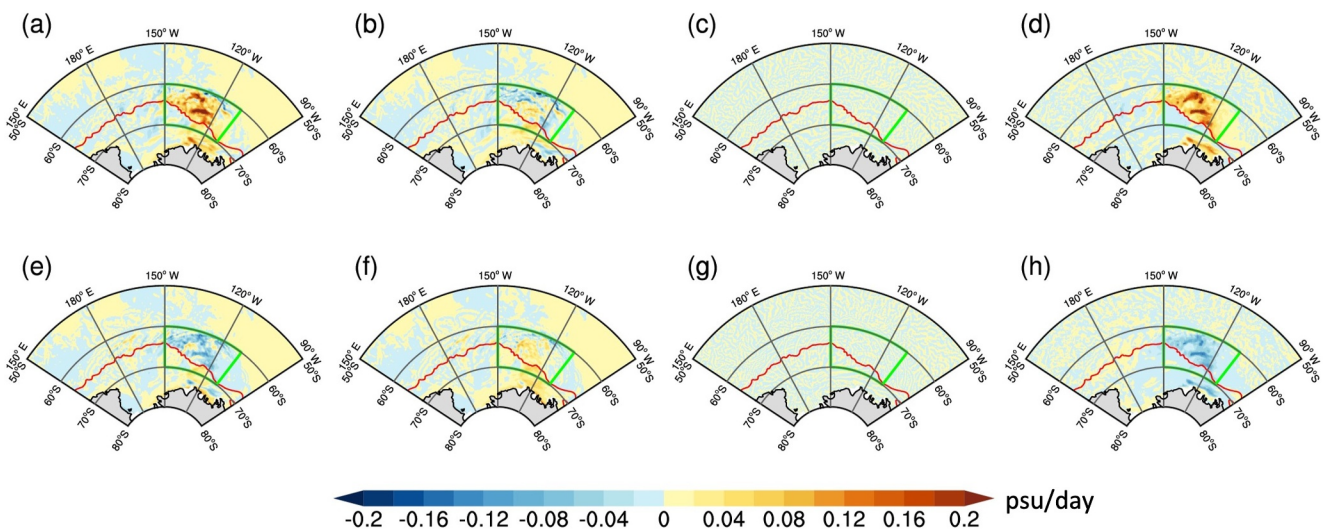 (a) (b) (c) (d)
150° W 150° W 150° W 150° W
180° E 120° W 180° E 120° W 180° E 120° W 180° E 120° W
150° E 90° W 150° E 90° W 150° E 90° W 150° E 90° W
50°S 50°S 50°S 50°S 50°S 50°S 50°S 50°S
60°S 60°S 60°S 60°S 60°S 60°S 60°S 60°S
70°S 70°S 70°S 70°S 70°S 70°S 70°S 70°S
80°S 80°S 80°S 80°S 80°S 80°S 80°S 80°S
(e) (f) (g) (h)
150° W 150° W 150° W 150° W
180° E 120° W 180° E 120° W 180° E 120° W 180° E 120° W
150° E 90° W 150° E 90° W 150° E 90° W 150° E 90° W
50°S 50°S 50°S 50°S 50°S 50°S 50°S 50°S
60°S 60°S 60°S 60°S 60°S 60°S 60°S 60°S
70°S 70°S 70°S 70°S 70°S 70°S 70°S 70°S
80°S 80°S 80°S 80°S 80°S 80°S 80°S 80°S
psu/day
-0.2 -0.16 -0.12 -0.08 -0.04 0 0.04 0.08 0.12 0.16 0.2